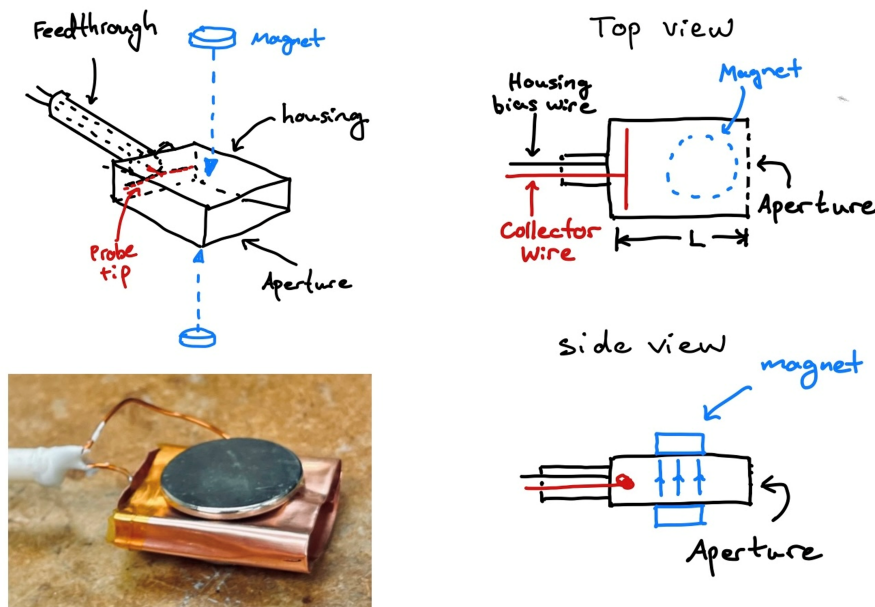 Feedthrough
Magnet
housing
Probe
tip
Aperture
Top view
Housing
bias wire
Magnet
Aperture
Collector
wire
L
side view
magnet
Aperture